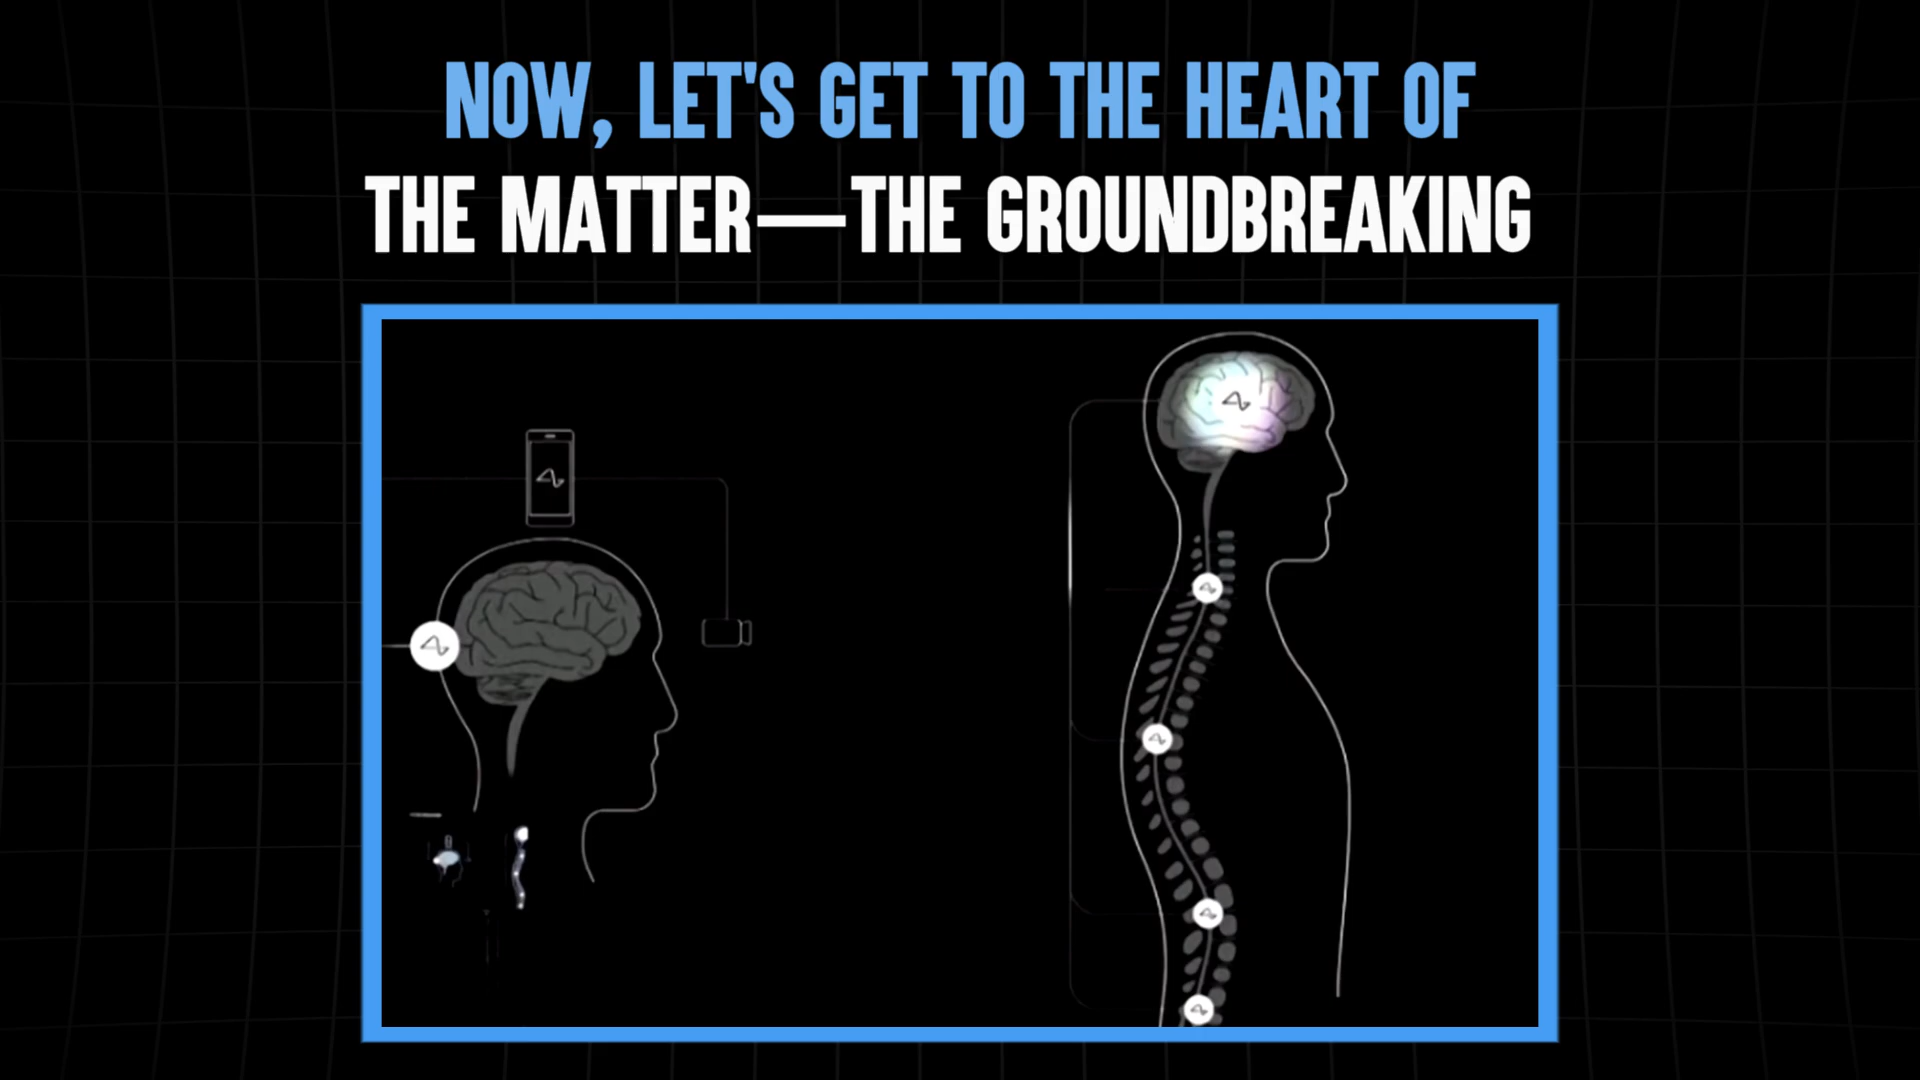 NOW, LET'S GET TO THE HEART OF
THE MATTER—THE GROUNDBREAKING